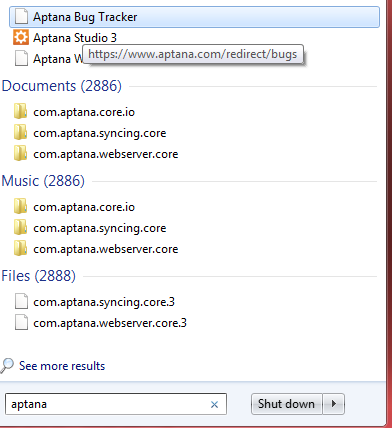 Aptana Bug Tracker
Aptana Studio 3
https://www.aptana.com/redirect/bugs
Aptana W
Documents (2886)
com.aptana.core.io
com.aptana.syncing.core
com.aptana.webserver.core
Music (2886)
com.aptana.core.io
com.aptana.syncing.core
com.aptana.webserver.core
Files (2888)
com.aptana.syncing.core.3
com.aptana.webserver.core.3
See more results
aptana
Shut down